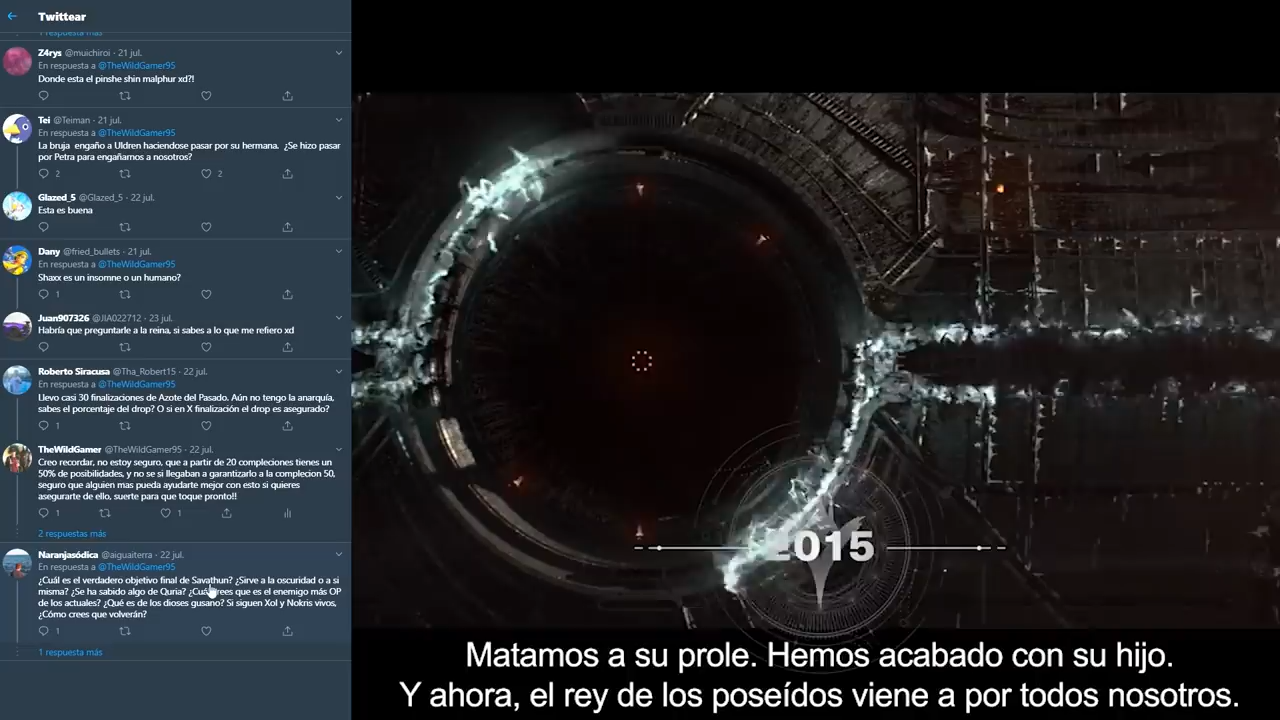 Twittear
1 respuesta más
Z4rys @muichiroi · 21 jul.
En respuesta a @TheWildGamer95
Donde esta el pinshe shin malphur xd?!
Tei @Teiman · 21 jul.
En respuesta a @TheWildGamer95
La bruja engaño a Uldren haciendose pasar por su hermana. ¿Se hizo pasar
por Petra para engañarnos a nosotros?
2 2
Glazed_5 @Glazed_5 · 22 jul.
Esta es buena
Dany @fried_bullets · 21 jul.
En respuesta a @TheWildGamer95
Shaxx es un insomne o un humano?
1
Juan907326 @JIA022712 · 23 jul.
Habría que preguntarle a la reina, si sabes a lo que me refiero xd
Roberto Siracusa @Tha_Robert15 · 22 jul.
En respuesta a @TheWildGamer95
Llevo casi 30 finalizaciones de Azote del Pasado. Aún no tengo la anarquía,
sabes el porcentaje del drop? O si en X finalización el drop es asegurado?
1
TheWildGamer @TheWildGamer95 · 22 jul.
Creo recordar, no estoy seguro, que a partir de 20 compleciones tienes un
50% de posibilidades, y no se si llegaban a garantizarlo a la complecion 50,
seguro que alguien mas pueda ayudarte mejor con esto si quieres
asegurarte de ello, suerte para que toque pronto!!
1 1
2 respuestas más
Naranjasódica @aiguaiterra · 22 jul.
En respuesta a @TheWildGamer95
¿Cuál es el verdadero objetivo final de Savathun? ¿Sirve a la oscuridad o a si
misma? ¿Se ha sabido algo de Quria? ¿Cuál crees que es el enemigo más OP
de los actuales? ¿Qué es de los dioses gusano? Si siguen Xol y Nokris vivos,
¿Cómo crees que volverán?
1
1 respuesta más
2015
Matamos a su prole. Hemos acabado con su hijo.
Y ahora, el rey de los poseídos viene a por todos nosotros.